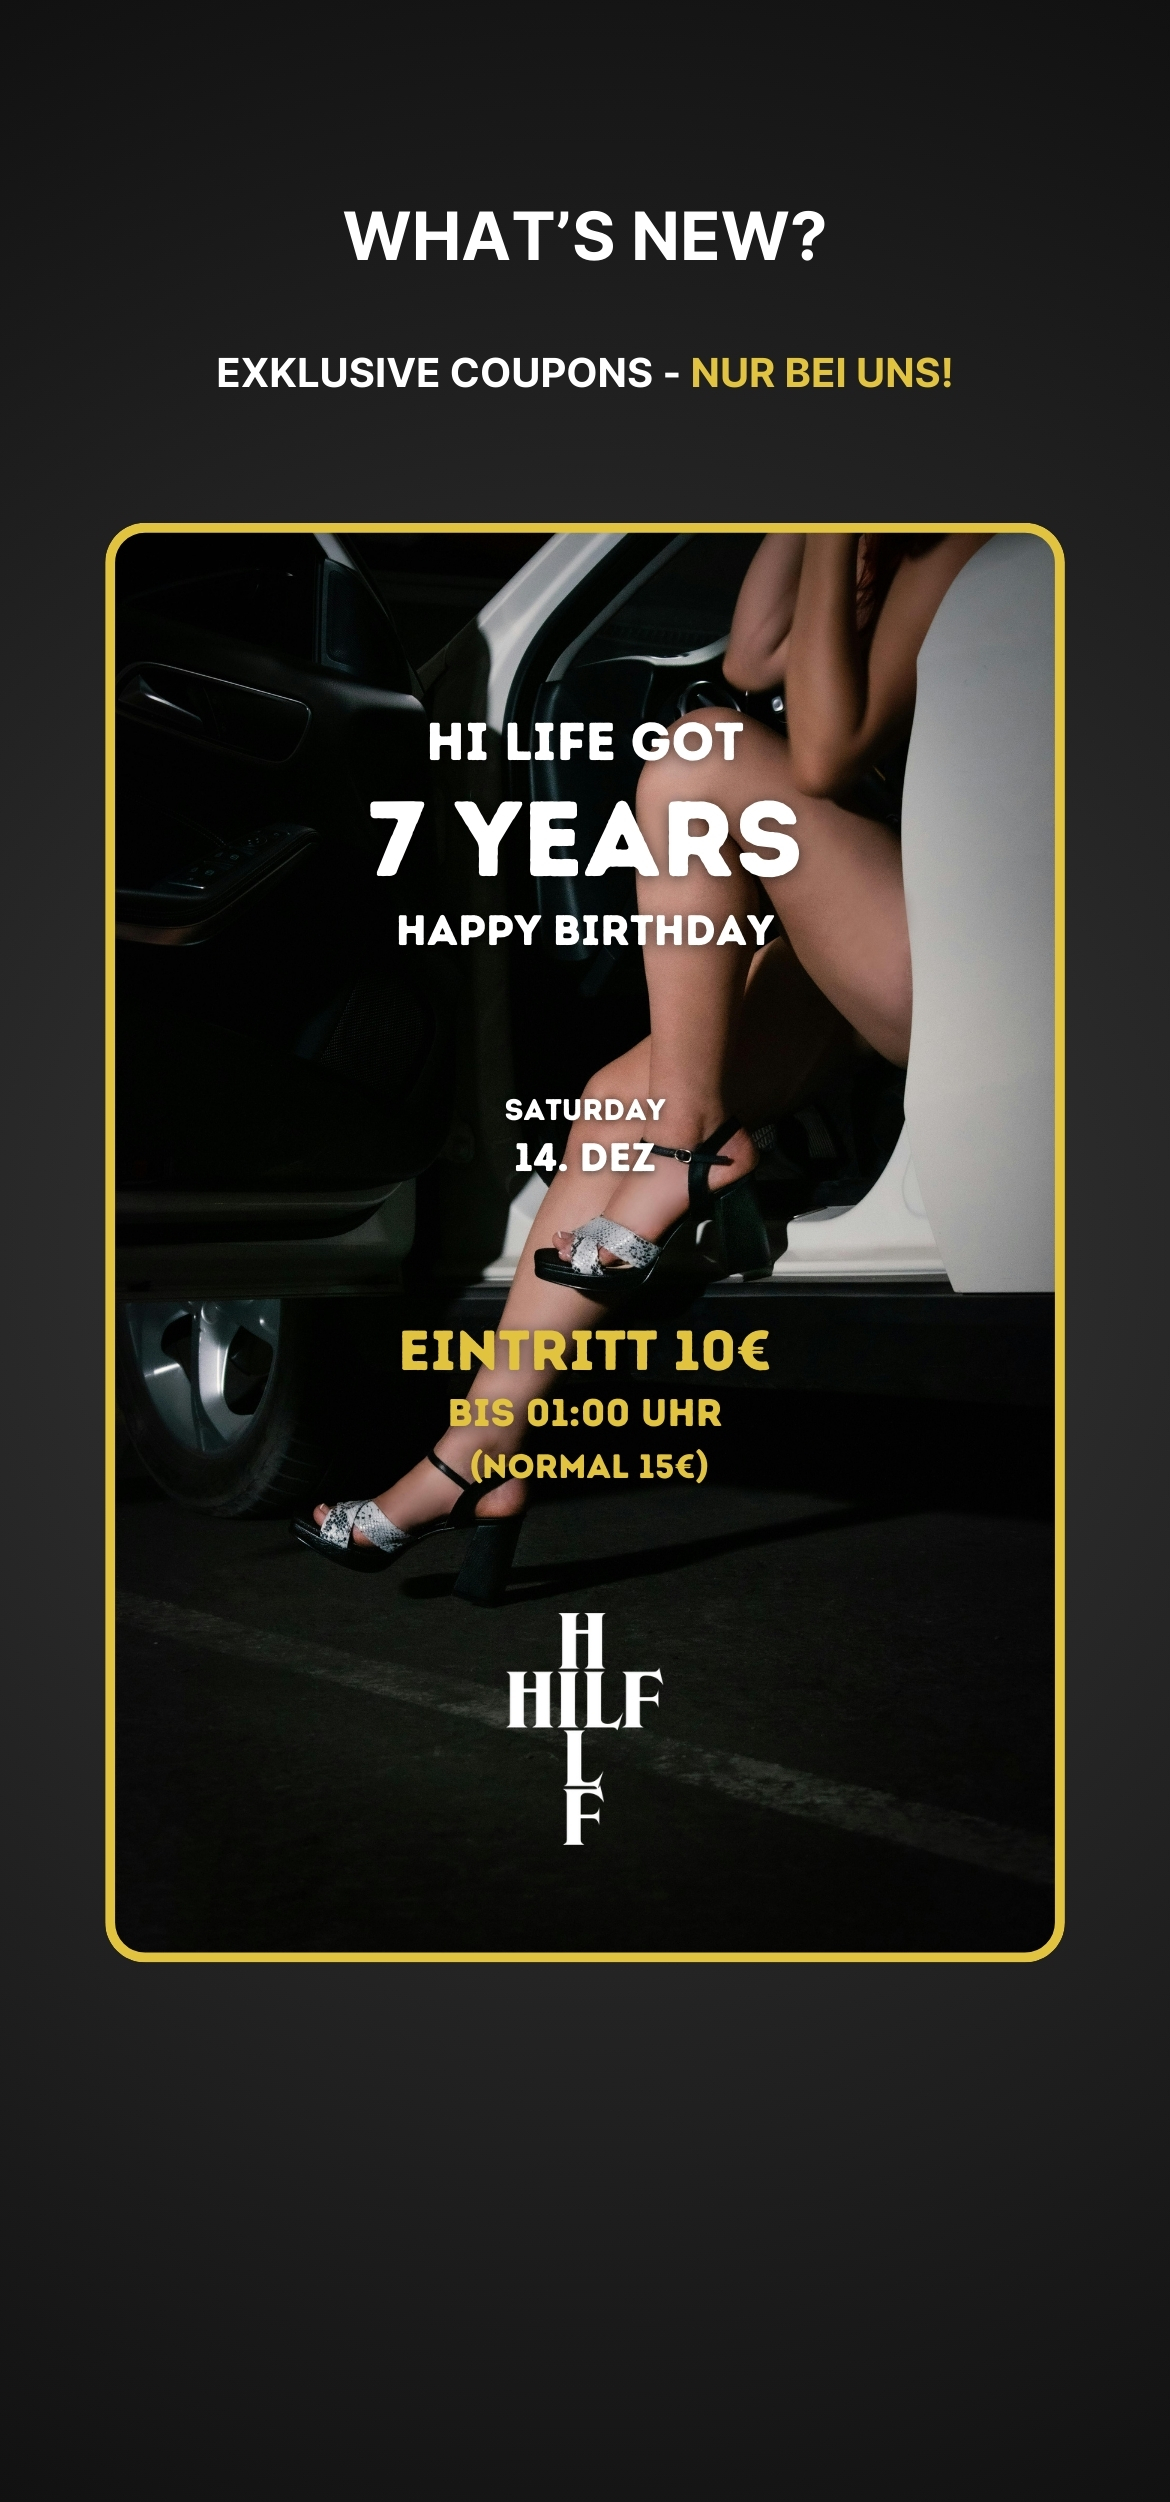 WHAT'S NEW?
EXKLUSIVE COUPONS - NUR BEI UNS!
HI LIFE GOT
7 YEARS
HAPPY BIRTHDAY
SATURDAY
14. DEZ
EINTRITT 10€
BIS 01:00 UHR
(NORMAL 15€)
H
HILF
L
F